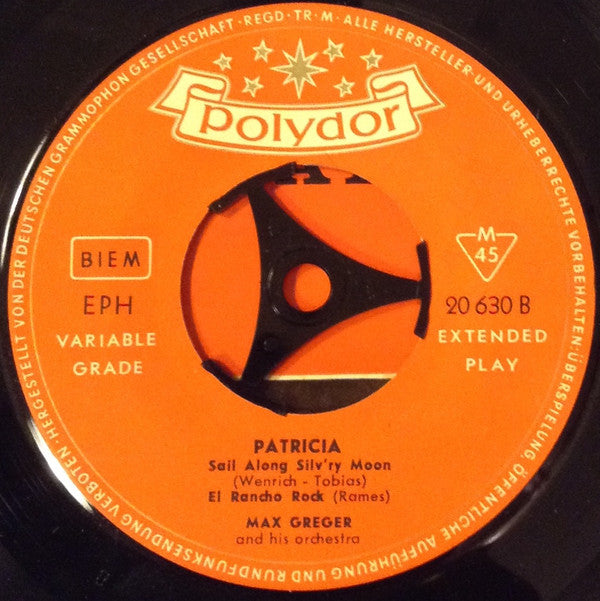 HERGESTELLT VON DER DEUTSCHEN GRAMMOPHON GESELLSCHAFT · REGD · TR · M · ALLE HERSTELLER-UND URHEBERRECHTE VORBEHALTEN · ÜBERSPIELUNG, ÖFFENTLICHE AUFFÜHRUNG UND RUNDFUNKSENDUNG VERBOTEN ·
Polydor
BIEM
M
45
EPH
20 630 B
VARIABLE
GRADE
EXTENDED
PLAY
PATRICIA
Sail Along Silv'ry Moon
(Wenrich - Tobias)
El Rancho Rock (Rames)
MAX GREGER
and his orchestra